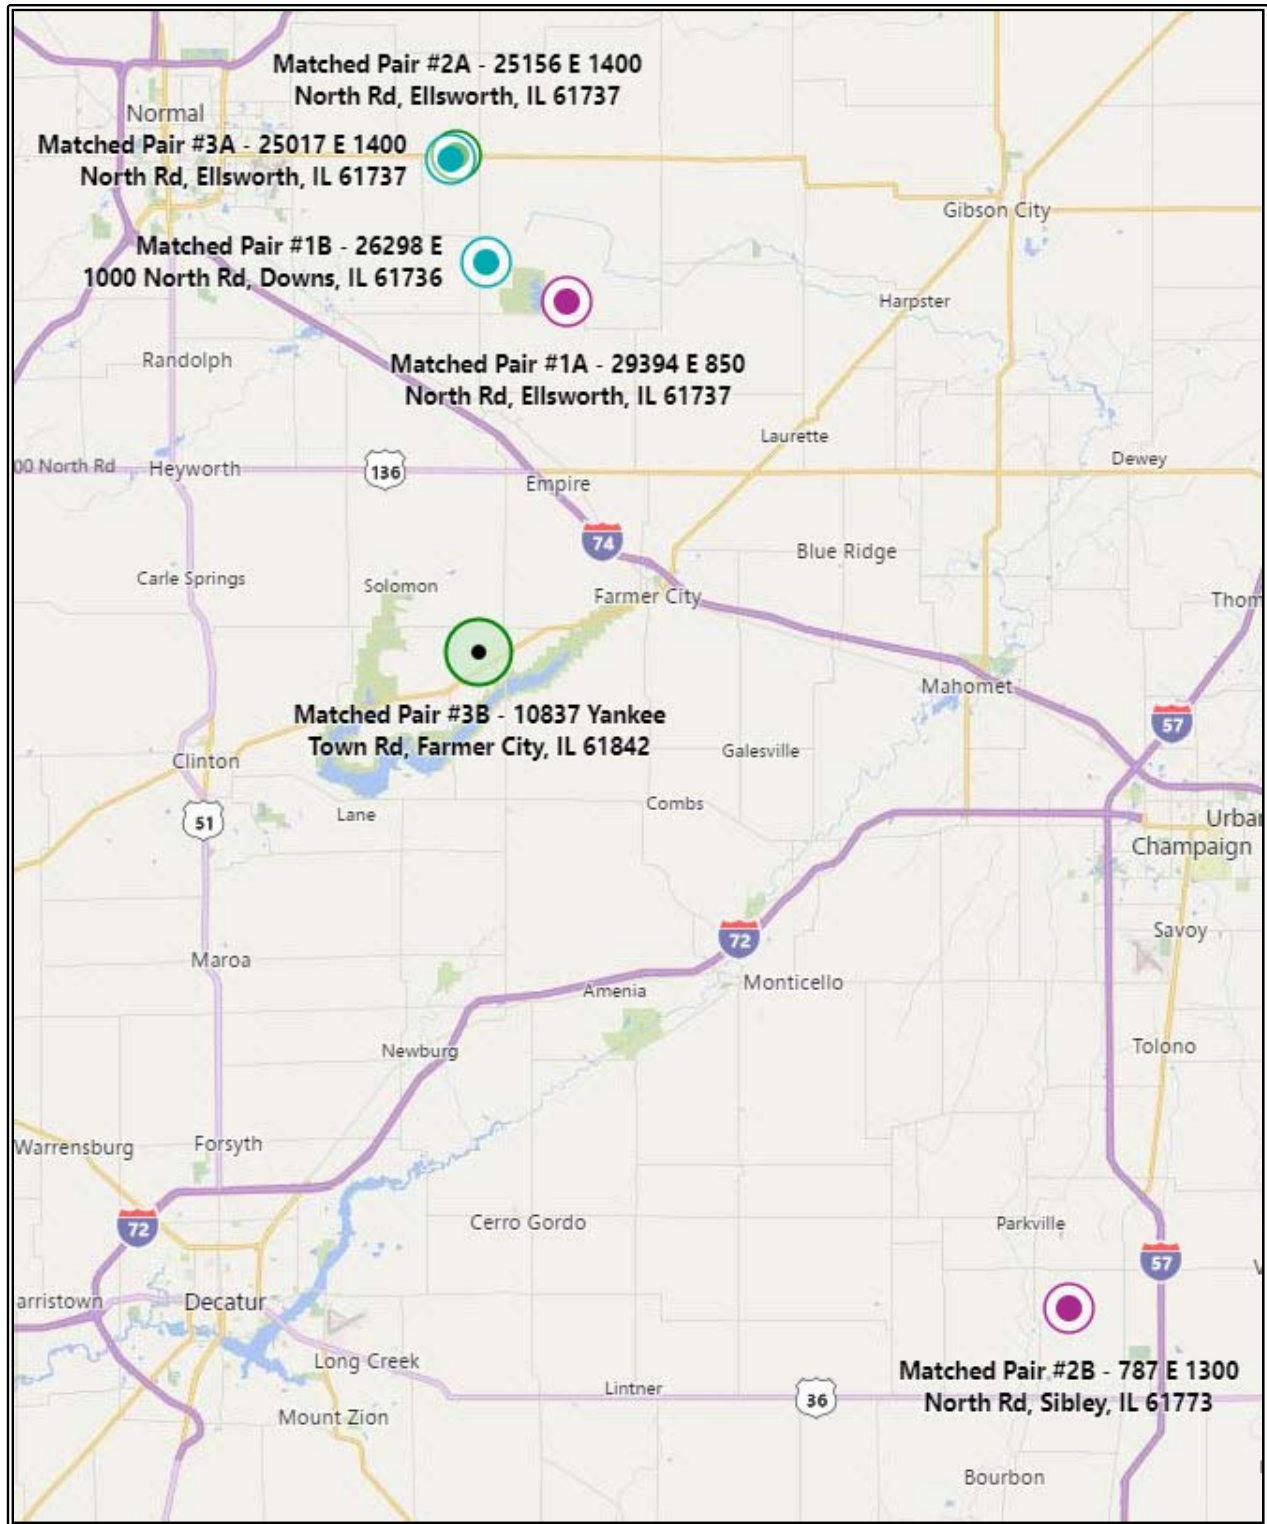 Matched Pair #2A - 25156 E 1400
North Rd, Ellsworth, IL 61737
Normal
Matched Pair #3A - 25017 E 1400
North Rd, Ellsworth, IL 61737
Gibson City
Matched Pair #1B - 26298 E
1000 North Rd, Downs, IL 61736
Harpster
Randolph
Matched Pair #1A - 29394 E 850
North Rd, Ellsworth, IL 61737
Laurette
Dewey
00 North Rd
Heyworth
136
Empire
74
Blue Ridge
Carle Springs
Solomon
Farmer City
Thom
Mahomet
Matched Pair #3B - 10837 Yankee
Town Rd, Farmer City, IL 61842
57
Galesville
Clinton
Combs
Lane
51
Urba
Champaign
Savoy
72
Maroa
Monticello
Amenia
Newburg
Tolono
Warrensburg
Forsyth
72
Cerro Gordo
Parkville
57
arristown
Decatur
Long Creek
Matched Pair #2B - 787 E 1300
North Rd, Sibley, IL 61773
Lintner
36
Mount Zion
Bourbon